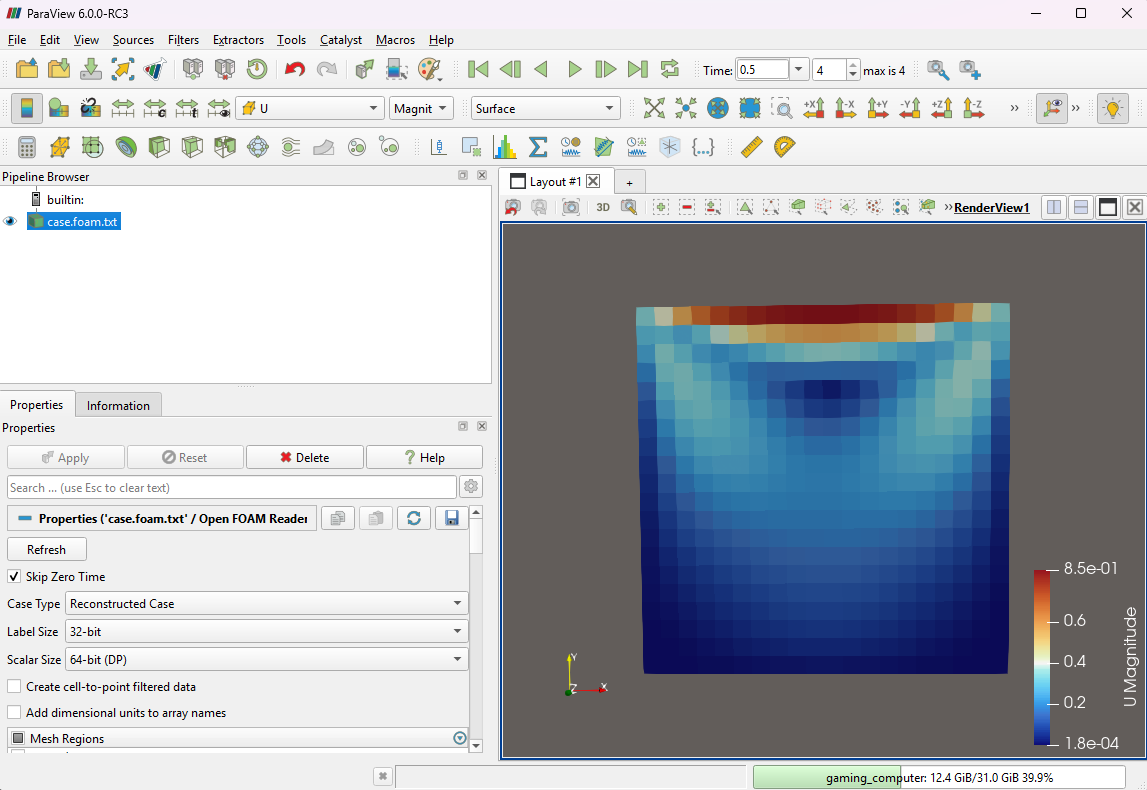 ParaView 6.0.0-RC3
File Edit View Sources Filters Extractors Tools Catalyst Macros Help
Time: 0.5 4 max is 4
U Magnit Surface +X -X +Y -Y +Z -Z »
Pipeline Browser
builtin:
case.foam.txt
Properties Information
Properties
Apply Reset Delete ? Help
Search ... (use Esc to clear text)
Properties ('case.foam.txt' / Open FOAM Reader
Refresh
Skip Zero Time
Case Type Reconstructed Case
Label Size 32-bit
Scalar Size 64-bit (DP)
Create cell-to-point filtered data
Add dimensional units to array names
Mesh Regions
Layout #1 +
3D » RenderView1
8.5e-01
0.6
0.4
0.2
1.8e-04
U Magnitude
Y
Z X
gaming_computer: 12.4 GiB/31.0 GiB 39.9%